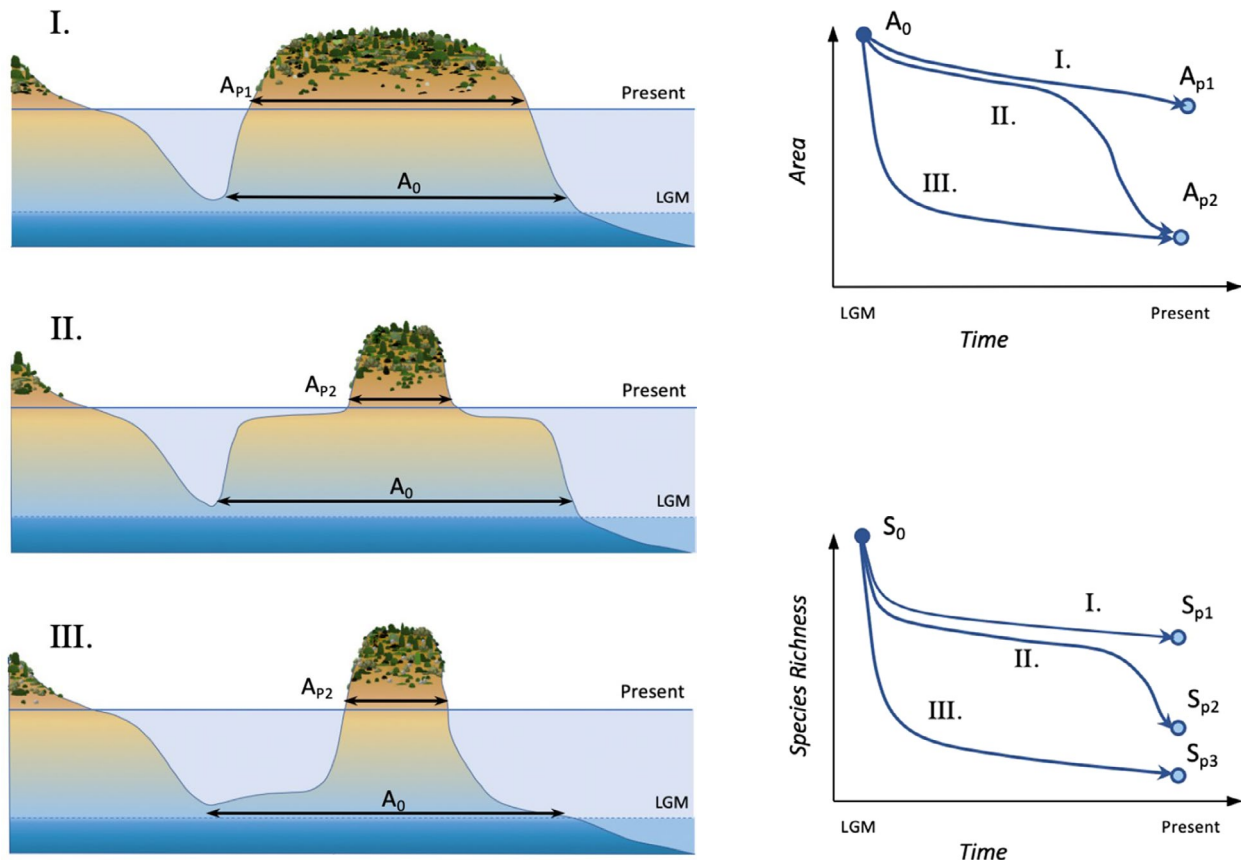 I.
A_P1
Present
A_0
LGM
II.
A_P2
Present
A_0
LGM
III.
A_P2
Present
A_0
LGM
A_0
I.
A_p1
II.
Area
III.
A_p2
LGM
Present
Time
S_0
I.
S_p1
II.
Species Richness
III.
S_p2
S_p3
LGM
Present
Time